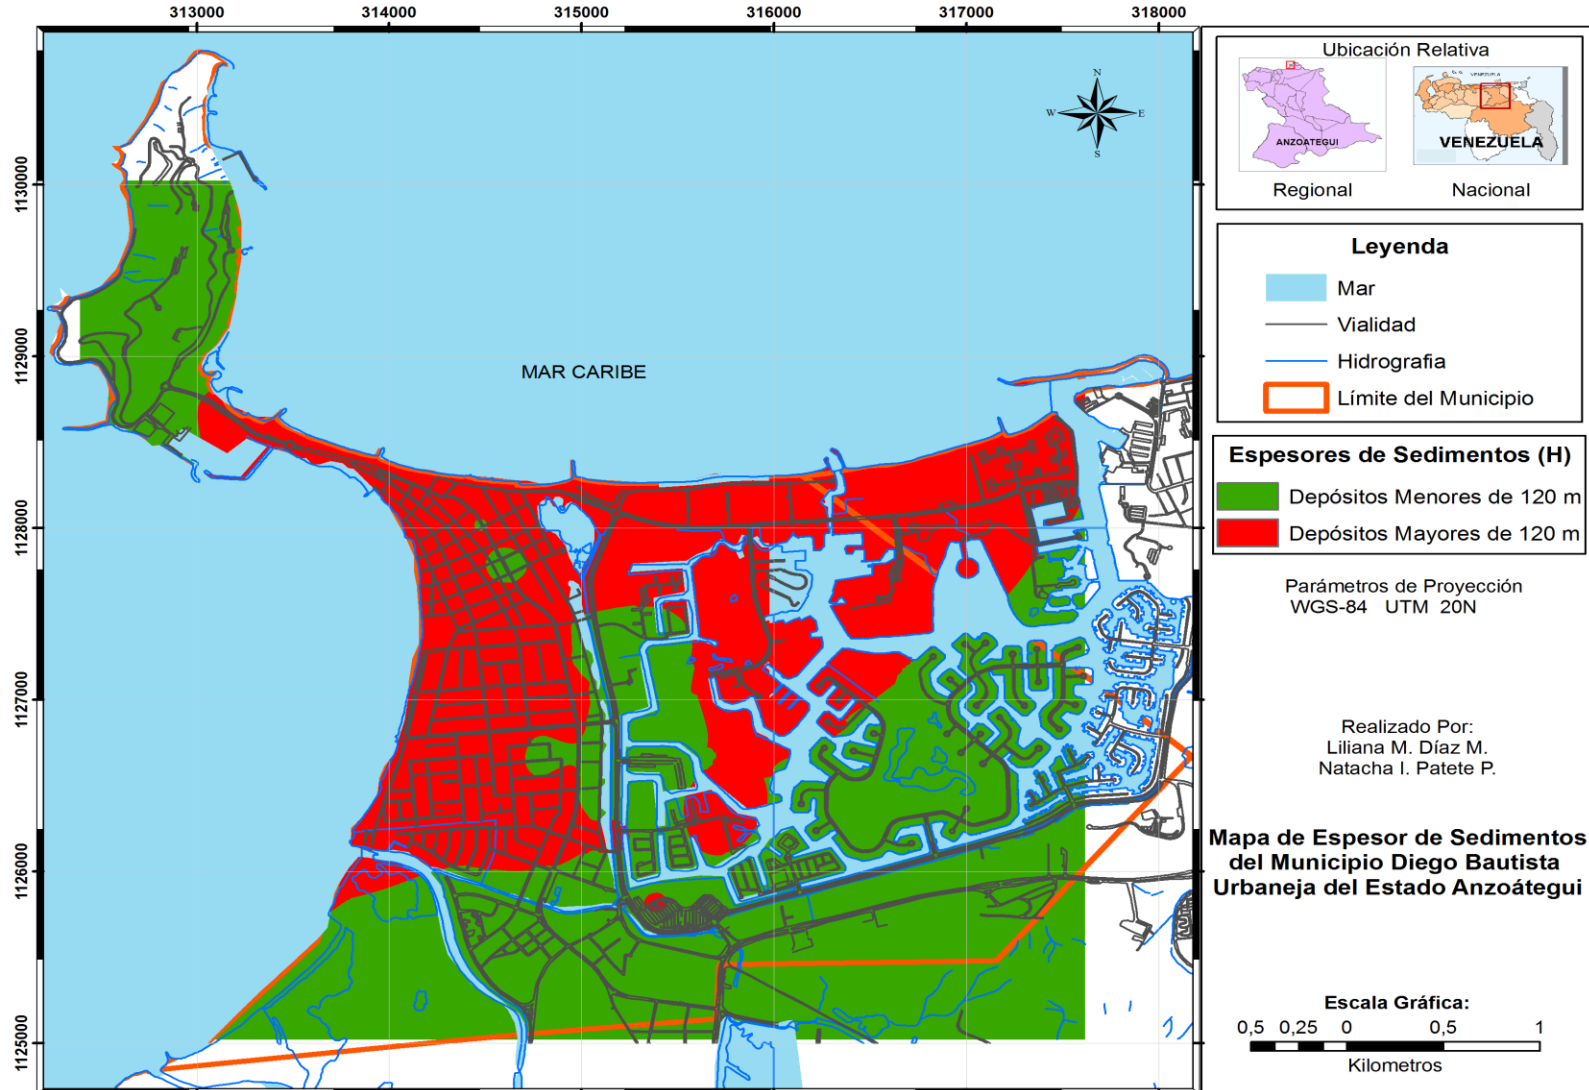 313000 314000 315000 316000 317000 318000
1130000
1129000
1128000
1127000
1126000
1125000
N
W E
S
MAR CARIBE
Ubicación Relativa
ANZOATEGUI
VENEZUELA
VENEZUELA
Regional Nacional
Leyenda
Mar
Vialidad
Hidrografia
Límite del Municipio
Espesores de Sedimentos (H)
Depósitos Menores de 120 m
Depósitos Mayores de 120 m
Parámetros de Proyección
WGS-84 UTM 20N
Realizado Por:
Liliana M. Díaz M.
Natacha I. Patete P.
Mapa de Espesor de Sedimentos
del Municipio Diego Bautista
Urbaneja del Estado Anzoátegui
Escala Gráfica:
0,5 0,25 0 0,5 1
Kilometros